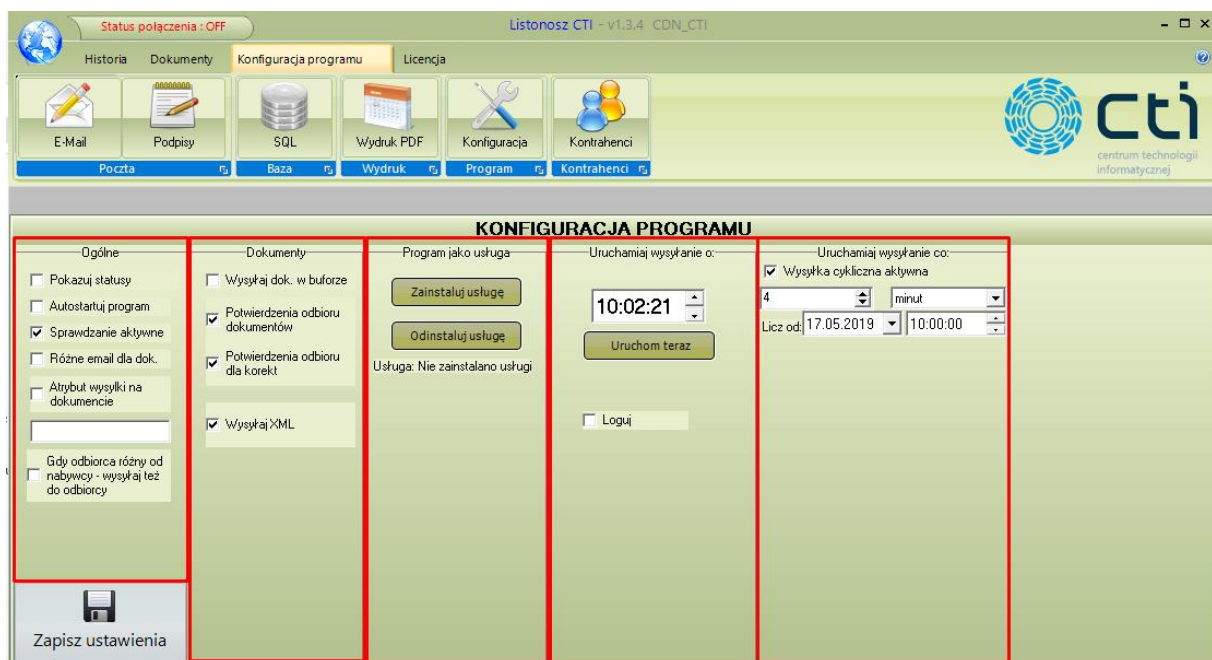 Status połączenia : OFF
Listonosz CTI - v1.3.4 CDN_CTI
Historia Dokumenty Konfiguracja programu Licencja
E-Mail Podpisy SQL Wydruk PDF Konfiguracja Kontrahenci
Poczta Baza Wydruk Program Kontrahenci
cti
centrum technologii
informatycznej
KONFIGURACJA PROGRAMU
Ogólne
Pokazuj statusy
Autostartuj program
Sprawdzanie aktywne
Różne email dla dok.
Atrybut wysylki na
dokumencie
Gdy odbiorca różny od
nabywcy - wysyłaj też
do odbiorcy
Zapisz ustawienia
Dokumenty
Wysyłaj dok. w buforze
Potwierdzenia odbioru
dokumentów
Potwierdzenia odbioru
dla korekt
Wysyłaj XML
Program jako usługa
Zainstaluj usługę
Odinstaluj usługę
Usługa: Nie zainstalano usługi
Uruchamiaj wysyłanie o:
10:02:21
Uruchom teraz
Loguj
Uruchamiaj wysyłanie co:
Wysyłka cykliczna aktywna
4 minut
Licz od: 17.05.2019 10:00:00